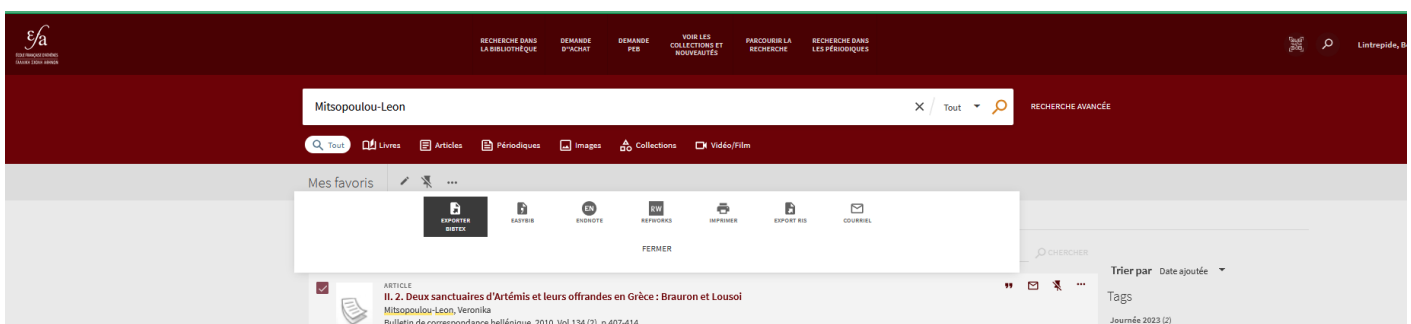 εfa
RECHERCHE DANS
LA BIBLIOTHÈQUE
DEMANDE
D"ACHAT
DEMANDE
PEB
VOIR LES
COLLECTIONS ET
NOUVEAUTÉS
PARCOURIR LA
RECHERCHE
RECHERCHE DANS
LES PÉRIODIQUES
Lintrepide, B
Mitsopoulou-Leon
Tout
RECHERCHE AVANCÉE
Tout
Livres
Articles
Périodiques
Images
Collections
Vidéo/Film
Mes favoris
EXPORTER
BIBTEX
EASYBIB
EN
ENDNOTE
RW
REFWORKS
IMPRIMER
EXPORT RIS
COURRIEL
FERMER
CHERCHER
Trier par Date ajoutée
ARTICLE
II. 2. Deux sanctuaires d'Artémis et leurs offrandes en Grèce : Brauron et Lousoi
Mitsopoulou-Leon, Veronika
Bulletin de correspondance hellénique, 2010, Vol.134 (2), p.407-414
Tags
Journée 2023 (2)